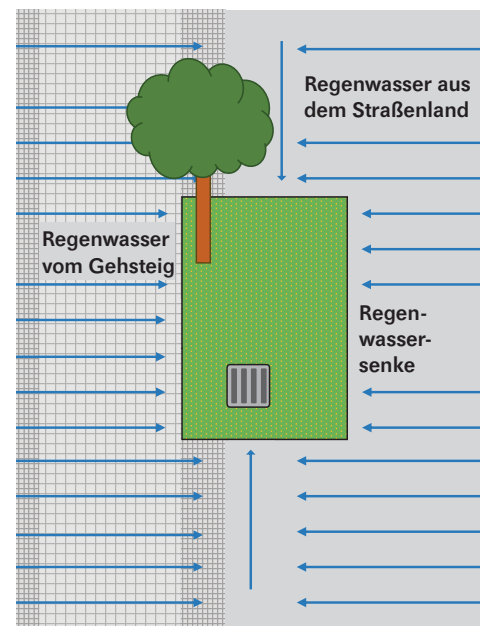 Regenwasser aus
dem Straßenland
Regenwasser
vom Gehsteig
Regen-
wasser-
senke